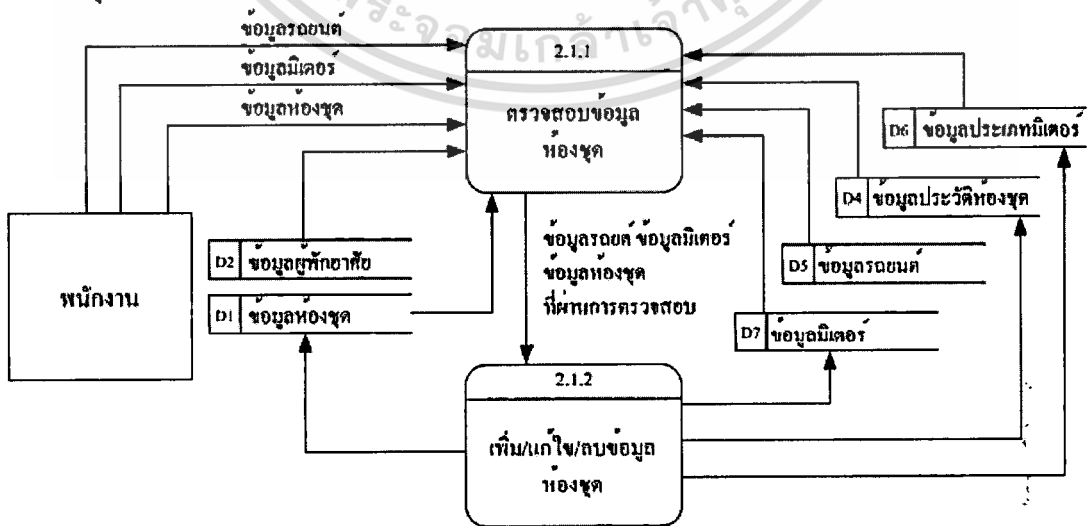 ข้อมูลรถยนต์
ข้อมูลมิเตอร์
ข้อมูลห้องชุด
2.1.1
ตรวจสอบข้อมูล
ห้องชุด
D6 ข้อมูลประเภทมิเตอร์
D4 ข้อมูลประวัติห้องชุด
D5 ข้อมูลรถยนต์
D7 ข้อมูลมิเตอร์
พนักงาน
D2 ข้อมูลผู้พักอาศัย
D1 ข้อมูลห้องชุด
ข้อมูลรถยต์ ข้อมูลมิเตอร์
ข้อมูลห้องชุด
ที่ผ่านการตรวจสอบ
2.1.2
เพิ่ม/แก้ไข/ลบข้อมูล
ห้องชุด